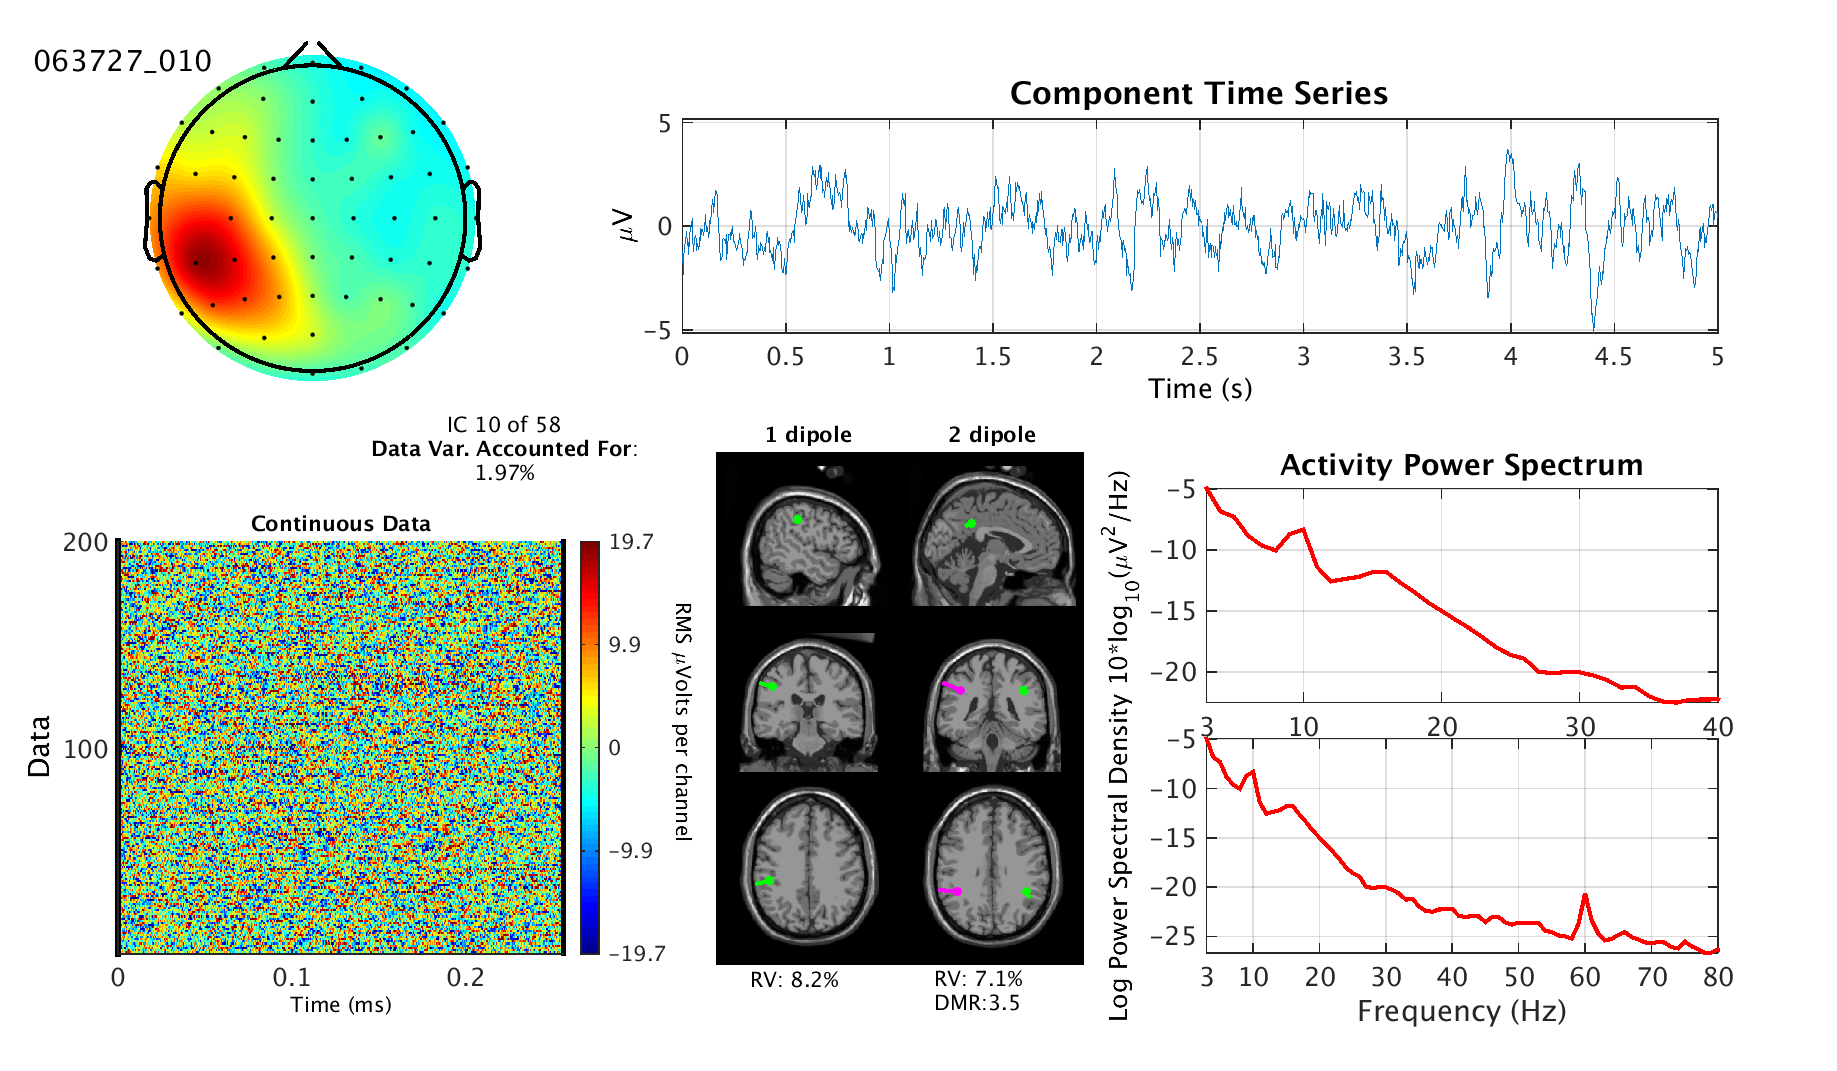 063727_010
Component Time Series
5
0
−5
μV
0 0.5 1 1.5 2 2.5 3 3.5 4 4.5 5
Time (s)
IC 10 of 58
Data Var. Accounted For:
1.97%
Continuous Data
200
100
Data
0 0.1 0.2
Time (ms)
19.7
9.9
0
−9.9
−19.7
RMS μVolts per channel
1 dipole
2 dipole
RV: 8.2%
RV: 7.1%
DMR:3.5
Activity Power Spectrum
Log Power Spectral Density 10*log10(μV2/Hz)
−5
−10
−15
−20
3 10 20 30 40
−5
−10
−15
−20
−25
3 10 20 30 40 50 60 70 80
Frequency (Hz)